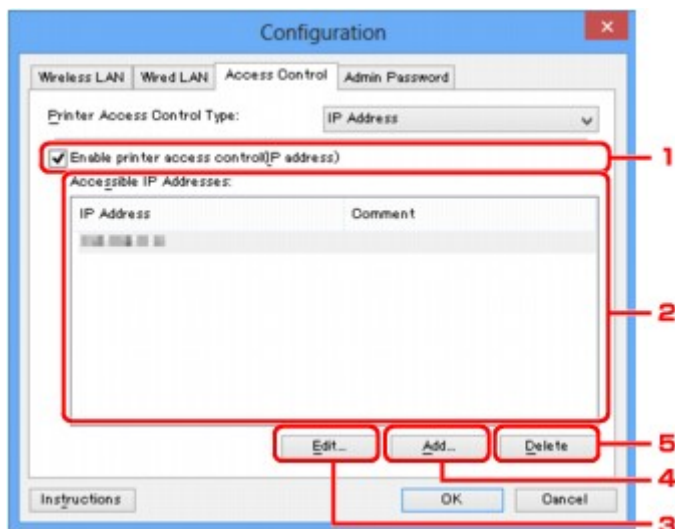 Configuration
Wireless LAN Wired LAN Access Control Admin Password
Printer Access Control Type: IP Address
Enable printer access control(IP address) 1
Accessible IP Addresses:
IP Address Comment
2
Edit... Add... Delete 5
4
Instructions OK Cancel
3